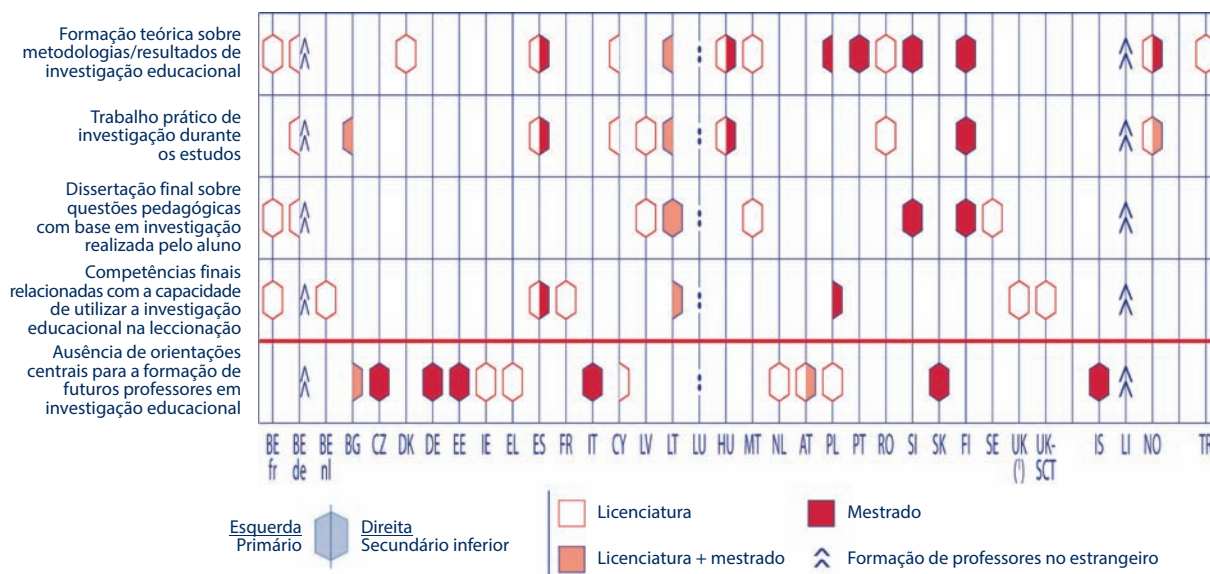 Formação teórica sobre
metodologias/resultados de
investigação educacional
Trabalho prático de
investigação durante
os estudos
Dissertação final sobre
questões pedagógicas
com base em investigação
realizada pelo aluno
Competências finais
relacionadas com a capacidade
de utilizar a investigação
educacional na leccionação
Ausência de orientações
centrais para a formação de
futuros professores em
investigação educacional
BE BE BE BG CZ DK DE EE IE EL ES FR IT CY LV LT LU HU MT NL AT PL PT RO SI SK FI SE UK UK- IS LI NO TR
fr de nl (¹) SCT
Esquerda Direita
Primário Secundário inferior
Licenciatura
Mestrado
Licenciatura + mestrado
Formação de professores no estrangeiro